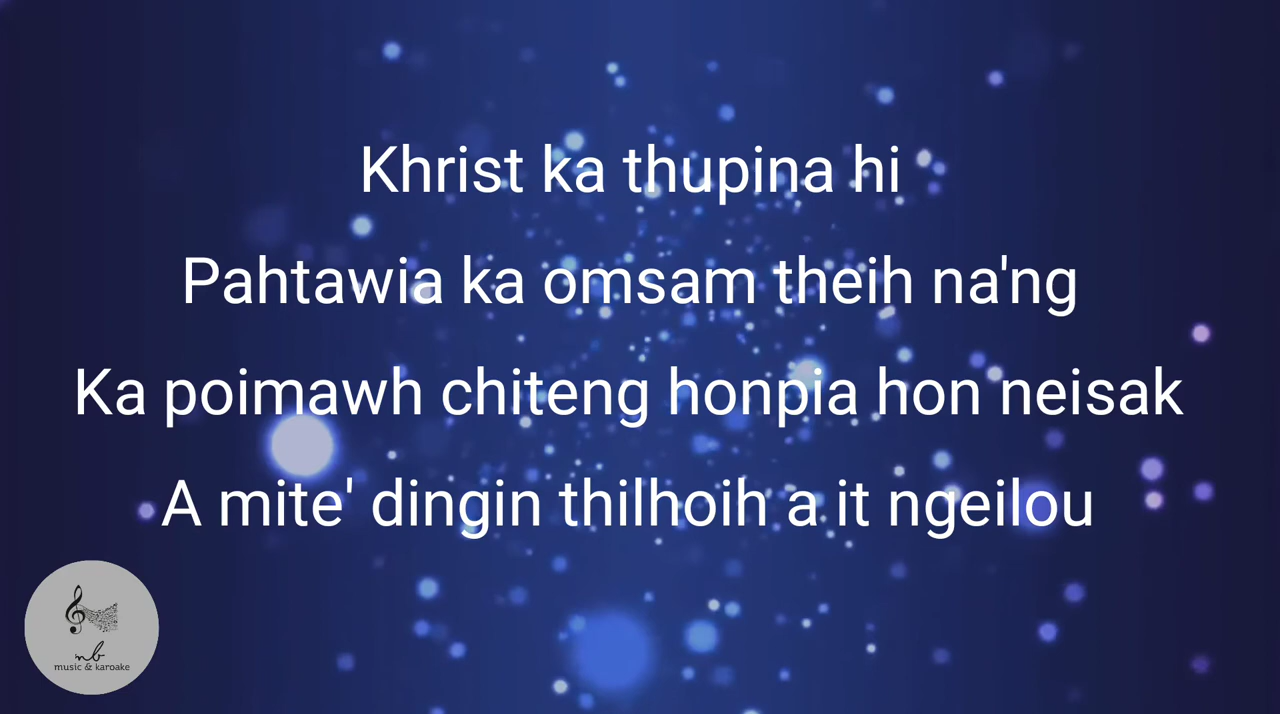 Khrist ka thupina hi
Pahtawia ka omsam theih na'ng
Ka poimawh chiteng honpia hon neisak
A mite' dingin thilhoih a it ngeilou
nb
music & karoake